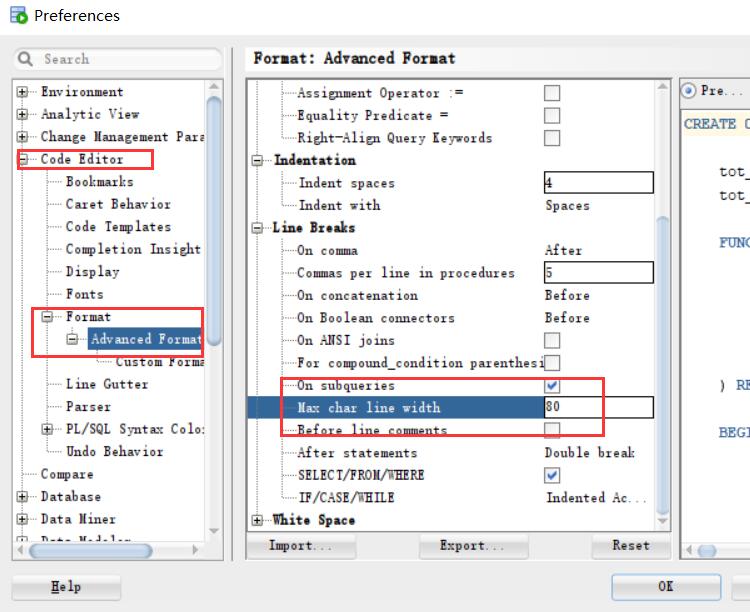 Preferences
Search
Environment
Analytic View
Change Management Para
Code Editor
Bookmarks
Caret Behavior
Code Templates
Completion Insight
Display
Fonts
Format
Advanced Format
Custom Forma
Line Gutter
Parser
PL/SQL Syntax Colo
Undo Behavior
Compare
Database
Data Miner
Data Modeler
Help
Format: Advanced Format
Assignment Operator :=
Equality Predicate =
Right-Align Query Keywords
Indentation
Indent spaces 4
Indent with Spaces
Line Breaks
On comma After
Commas per line in procedures 5
On concatenation Before
On Boolean connectors Before
On ANSI joins
For compound_condition parenthesi
On subqueries
Max char line width 80
Before line comments
After statements Double break
SELECT/FROM/WHERE
IF/CASE/WHILE Indented Ac...
White Space
Import... Export... Reset
Pre...
CREATE O
tot_
tot_
FUNC
) RE
BEGI
OK